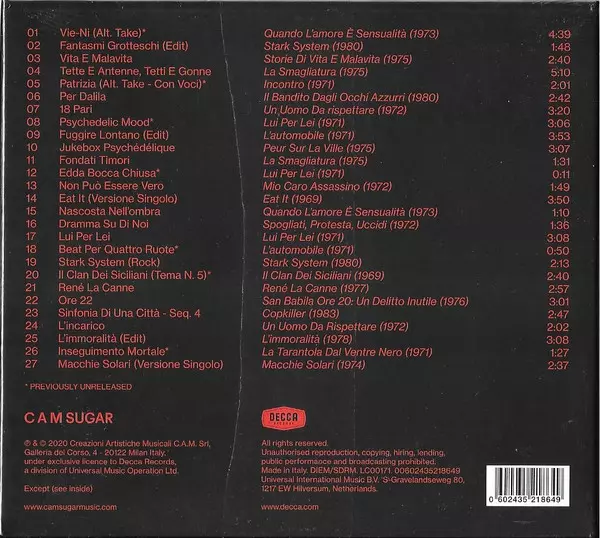 01 Vie-Ni (Alt. Take)* Quando L'amore È Sensualità (1973) 4:39
02 Fantasmi Grotteschi (Edit) Stark System (1980) 1:48
03 Vita E Malavita Storie Di Vita E Malavita (1975) 2:40
04 Tette E Antenne, Tetti E Gonne La Smagliatura (1975) 5:10
05 Patrizia (Alt. Take - Con Voci)* Incontro (1971) 2:01
06 Per Dalila Il Bandito Dagli Occhi Azzurri (1980) 2:42
07 18 Pari Un Uomo Da rispettare (1972) 3:20
08 Psychedelic Mood* Lui Per Lei (1971) 3:06
09 Fuggire Lontano (Edit) L'automobile (1971) 3:53
10 Jukebox Psychédélique Peur Sur La Ville (1975) 3:07
11 Fondati Timori La Smagliatura (1975) 1:31
12 Edda Bocca Chiusa* Lui Per Lei (1971) 0:11
13 Non Può Essere Vero Mio Caro Assassino (1972) 1:49
14 Eat It (Versione Singolo) Eat It (1969) 3:50
15 Nascosta Nell'ombra Quando L'amore È Sensualità (1973) 1:10
16 Dramma Su Di Noi Spogliati, Protesta, Uccidi (1972) 1:36
17 Lui Per Lei Lui Per Lei (1971) 3:08
18 Beat Per Quattro Ruote* L'automobile (1971) 0:50
19 Stark System (Rock) Stark System (1980) 2:13
20 Il Clan Dei Siciliani (Tema N. 5)* Il Clan Dei Siciliani (1969) 2:40
21 René La Canne René La Canne (1977) 2:57
22 Ore 22 San Babila Ore 20: Un Delitto Inutile (1976) 3:01
23 Sinfonia Di Una Città - Seq. 4 Copkiller (1983) 2:47
24 L'incarico Un Uomo Da Rispettare (1972) 2:02
25 L'immoralità (Edit) L'immoralità (1978) 3:08
26 Inseguimento Mortale* La Tarantola Dal Ventre Nero (1971) 1:27
27 Macchie Solari (Versione Singolo) Macchie Solari (1974) 2:37
* PREVIOUSLY UNRELEASED
CAM SUGAR
DECCA
RECORDS
℗ & © 2020 Creazioni Artistiche Musicali C.A.M. Srl,
Galleria del Corso, 4 - 20122 Milan Italy,
under exclusive licence to Decca Records,
a division of Universal Music Operation Ltd.
Except (see inside)
www.camsugarmusic.com
All rights reserved.
Unauthorised reproduction, copying, hiring, lending,
public performance and broadcasting prohibited.
Made in Italy. DIEM/SDRM. LC00171. 00602435218649
Universal International Music B.V. 'S-Gravelandseweg 80,
1217 EW Hilversum, Netherlands.
www.decca.com
0 602435 218649